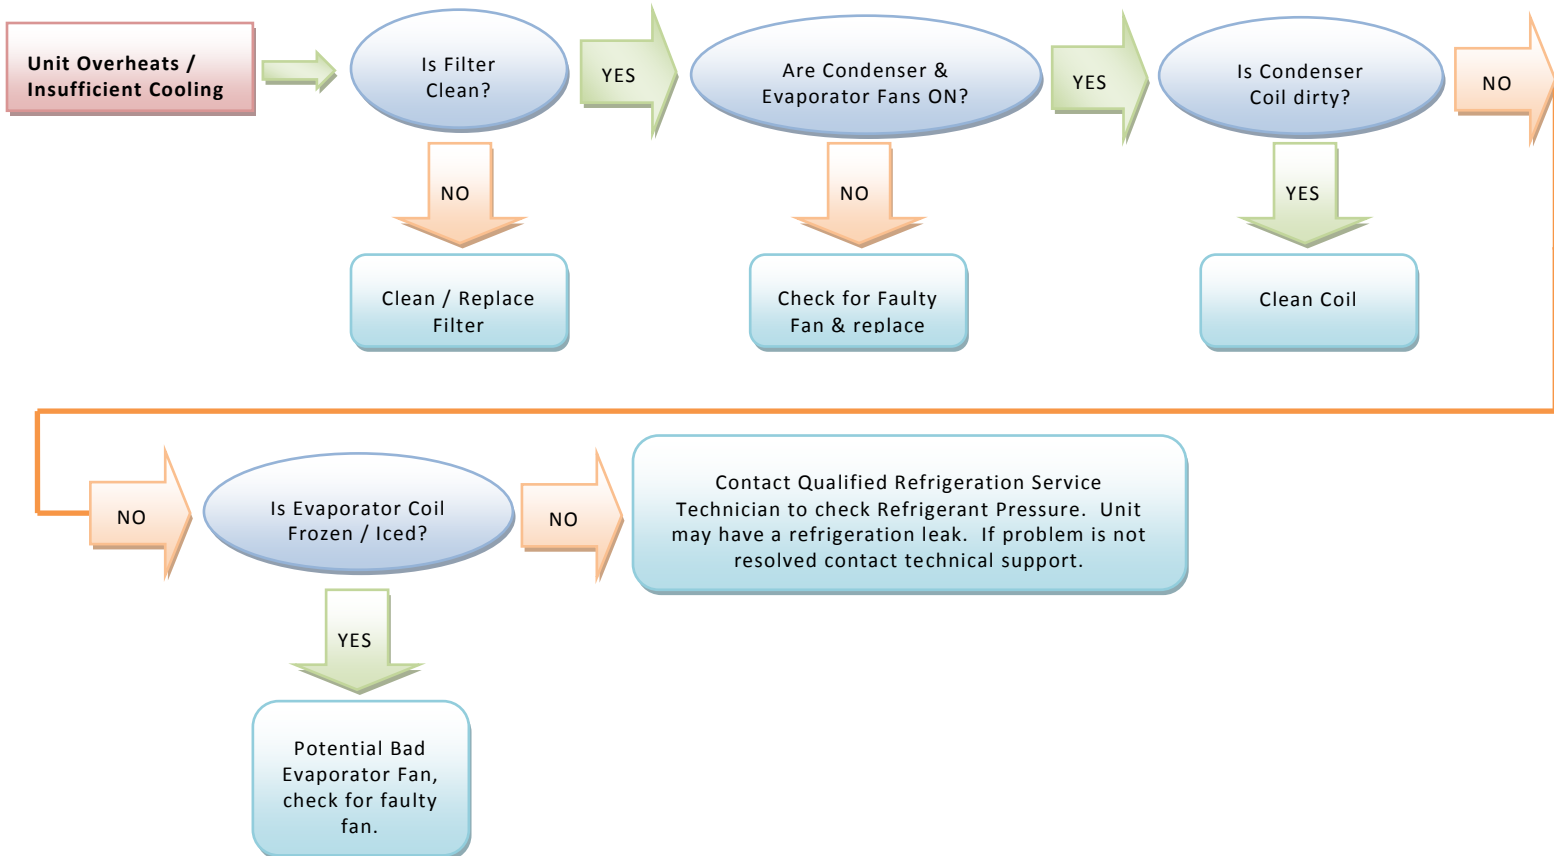 Unit Overheats /
Insufficient Cooling
Is Filter
Clean?
YES
Are Condenser &
Evaporator Fans ON?
YES
Is Condenser
Coil dirty?
NO
NO
NO
YES
Clean / Replace
Filter
Check for Faulty
Fan & replace
Clean Coil
NO
Is Evaporator Coil
Frozen / Iced?
NO
Contact Qualified Refrigeration Service
Technician to check Refrigerant Pressure.  Unit
may have a refrigeration leak.  If problem is not
resolved contact technical support.
YES
Potential Bad
Evaporator Fan,
check for faulty
fan.